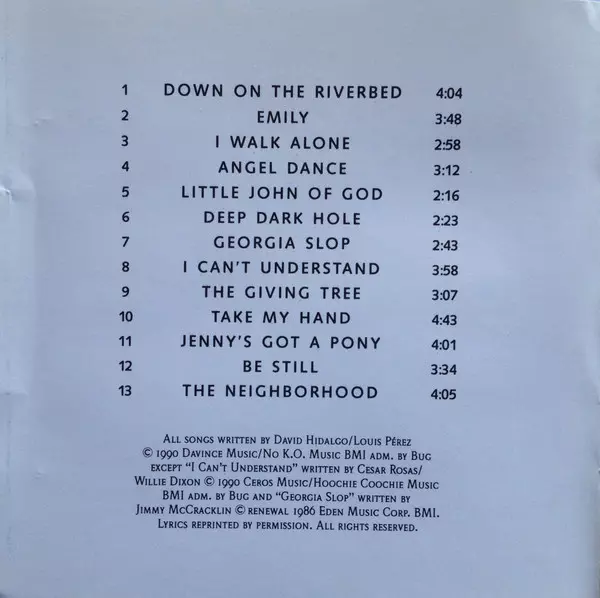 1 DOWN ON THE RIVERBED 4:04
2 EMILY 3:48
3 I WALK ALONE 2:58
4 ANGEL DANCE 3:12
5 LITTLE JOHN OF GOD 2:16
6 DEEP DARK HOLE 2:23
7 GEORGIA SLOP 2:43
8 I CAN'T UNDERSTAND 3:58
9 THE GIVING TREE 3:07
10 TAKE MY HAND 4:43
11 JENNY'S GOT A PONY 4:01
12 BE STILL 3:34
13 THE NEIGHBORHOOD 4:05
ALL SONGS WRITTEN BY DAVID HIDALGO/LOUIS PÉREZ
© 1990 DAVINCE MUSIC/NO K.O. MUSIC BMI ADM. BY BUG
EXCEPT "I CAN'T UNDERSTAND" WRITTEN BY CESAR ROSAS/
WILLIE DIXON © 1990 CEROS MUSIC/HOOCHIE COOCHIE MUSIC
BMI ADM. BY BUG AND "GEORGIA SLOP" WRITTEN BY
JIMMY MCCRACKLIN © RENEWAL 1986 EDEN MUSIC CORP. BMI.
LYRICS REPRINTED BY PERMISSION. ALL RIGHTS RESERVED.